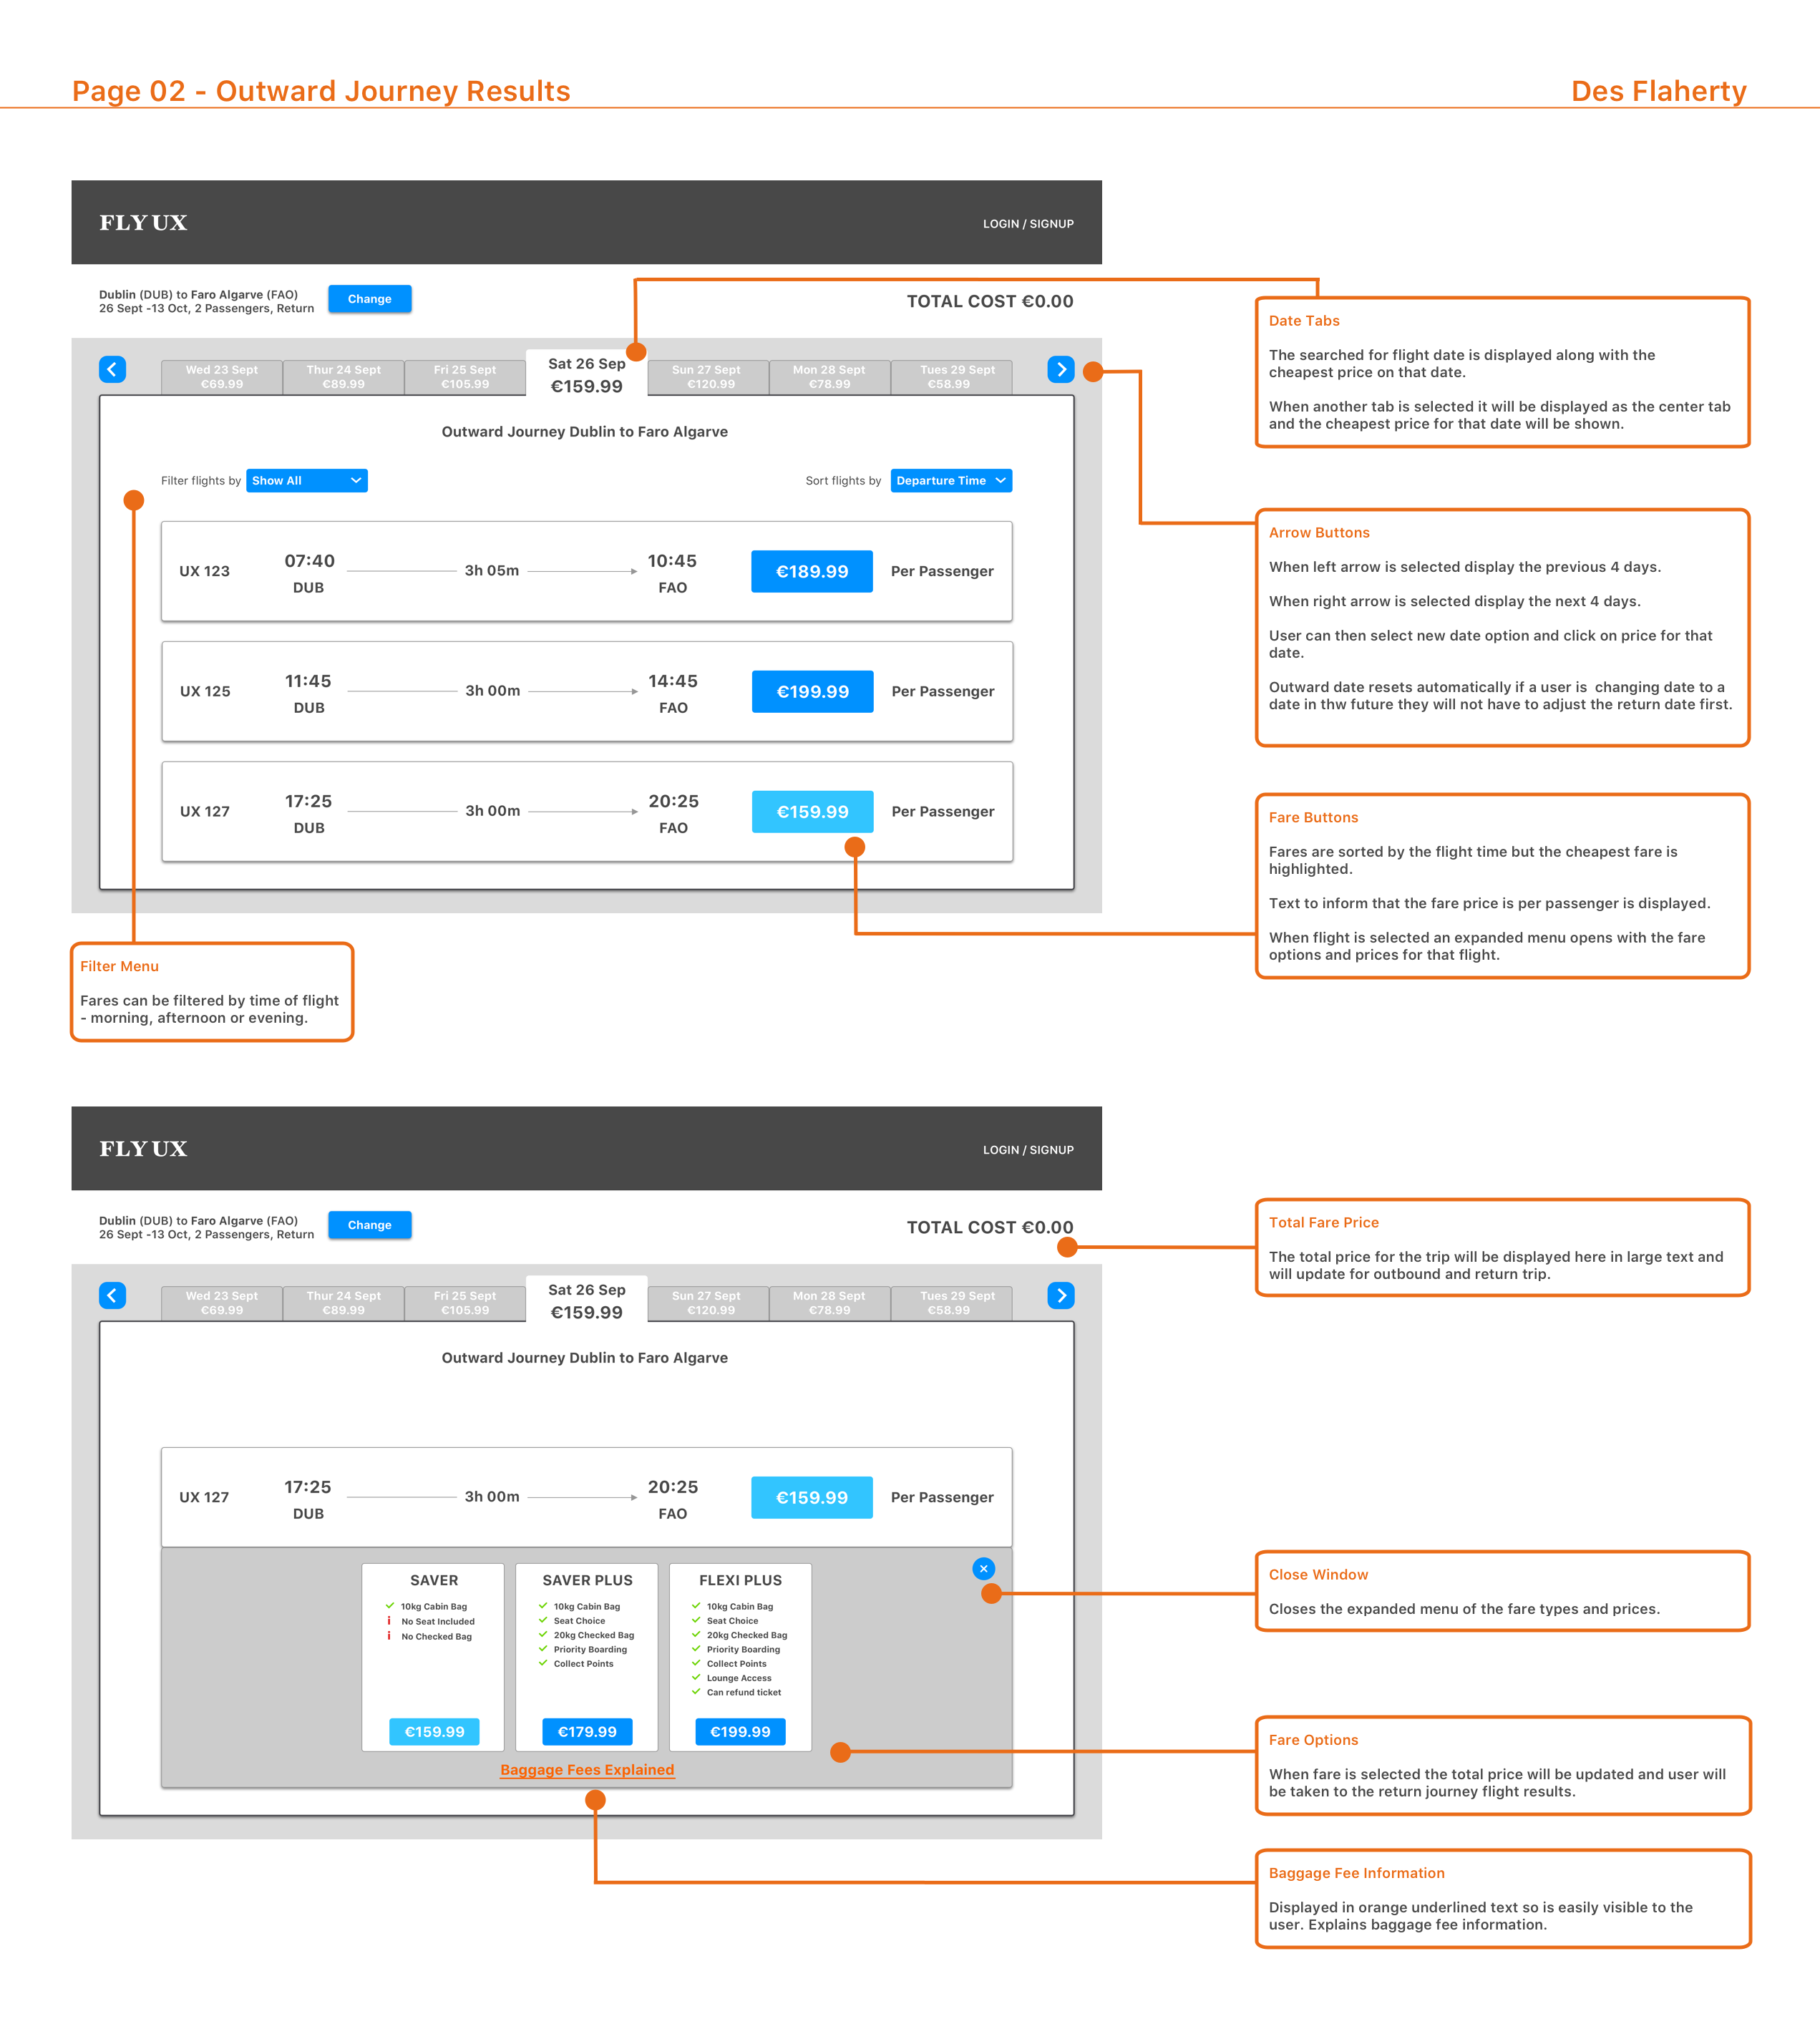 Page 02 - Outward Journey Results
Des Flaherty
FLY UX
LOGIN / SIGNUP
Dublin (DUB) to Faro Algarve (FAO)
26 Sept -13 Oct, 2 Passengers, Return
Change
TOTAL COST €0.00
Wed 23 Sept
€69.99
Thur 24 Sept
€89.99
Fri 25 Sept
€105.99
Sat 26 Sep
€159.99
Sun 27 Sept
€120.99
Mon 28 Sept
€78.99
Tues 29 Sept
€58.99
Outward Journey Dublin to Faro Algarve
Filter flights by
Show All
Sort flights by
Departure Time
UX 123
07:40
DUB
3h 05m
10:45
FAO
€189.99
Per Passenger
UX 125
11:45
DUB
3h 00m
14:45
FAO
€199.99
Per Passenger
UX 127
17:25
DUB
3h 00m
20:25
FAO
€159.99
Per Passenger
Date Tabs
The searched for flight date is displayed along with the
cheapest price on that date.
When another tab is selected it will be displayed as the center tab
and the cheapest price for that date will be shown.
Arrow Buttons
When left arrow is selected display the previous 4 days.
When right arrow is selected display the next 4 days.
User can then select new date option and click on price for that
date.
Outward date resets automatically if a user is  changing date to a
date in thw future they will not have to adjust the return date first.
Fare Buttons
Fares are sorted by the flight time but the cheapest fare is
highlighted.
Text to inform that the fare price is per passenger is displayed.
When flight is selected an expanded menu opens with the fare
options and prices for that flight.
Filter Menu
Fares can be filtered by time of flight
- morning, afternoon or evening.
FLY UX
LOGIN / SIGNUP
Dublin (DUB) to Faro Algarve (FAO)
26 Sept -13 Oct, 2 Passengers, Return
Change
TOTAL COST €0.00
Wed 23 Sept
€69.99
Thur 24 Sept
€89.99
Fri 25 Sept
€105.99
Sat 26 Sep
€159.99
Sun 27 Sept
€120.99
Mon 28 Sept
€78.99
Tues 29 Sept
€58.99
Outward Journey Dublin to Faro Algarve
UX 127
17:25
DUB
3h 00m
20:25
FAO
€159.99
Per Passenger
SAVER
10kg Cabin Bag
No Seat Included
No Checked Bag
€159.99
SAVER PLUS
10kg Cabin Bag
Seat Choice
20kg Checked Bag
Priority Boarding
Collect Points
€179.99
FLEXI PLUS
10kg Cabin Bag
Seat Choice
20kg Checked Bag
Priority Boarding
Collect Points
Lounge Access
Can refund ticket
€199.99
Baggage Fees Explained
Total Fare Price
The total price for the trip will be displayed here in large text and
will update for outbound and return trip.
Close Window
Closes the expanded menu of the fare types and prices.
Fare Options
When fare is selected the total price will be updated and user will
be taken to the return journey flight results.
Baggage Fee Information
Displayed in orange underlined text so is easily visible to the
user. Explains baggage fee information.